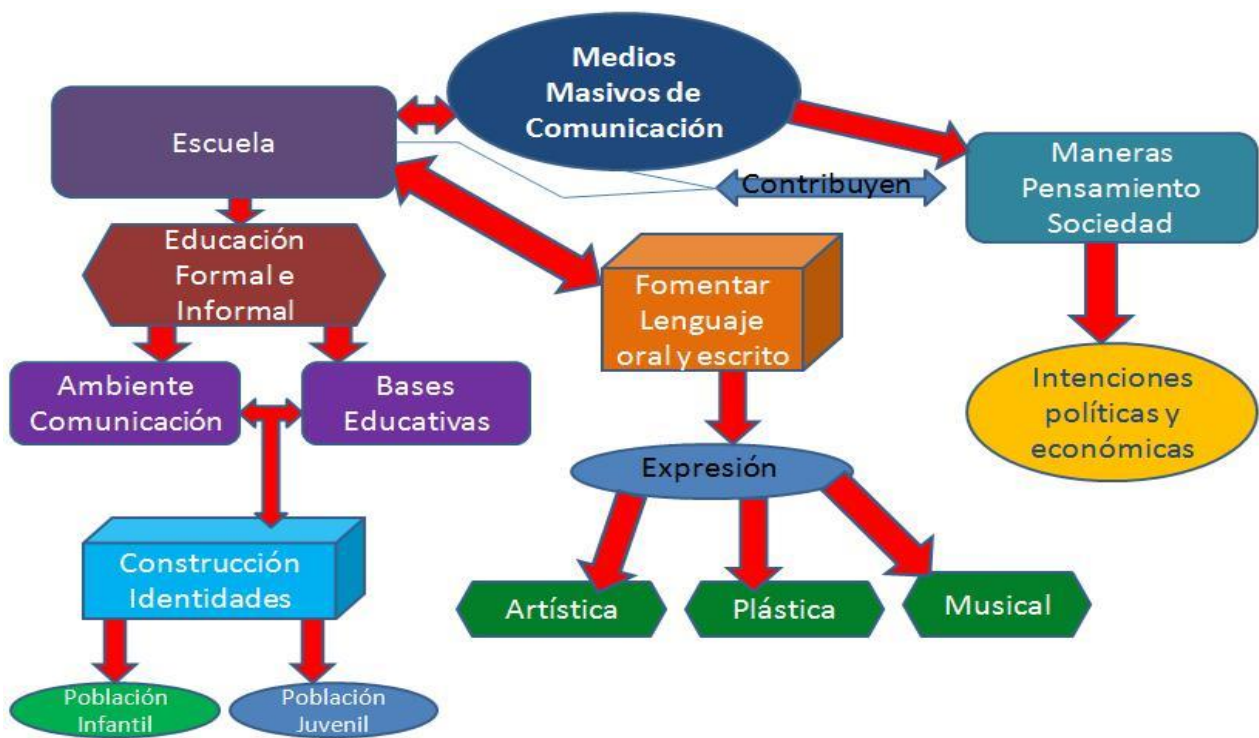 Medios
Masivos de
Comunicación
Escuela
Contribuyen
Maneras
Pensamiento
Sociedad
Educación
Formal e
Informal
Fomentar
Lenguaje
oral y escrito
Ambiente
Comunicación
Bases
Educativas
Intenciones
políticas y
económicas
Expresión
Construcción
Identidades
Artística
Plástica
Musical
Población
Infantil
Población
Juvenil